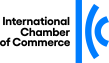 International
Chamber
of Commerce